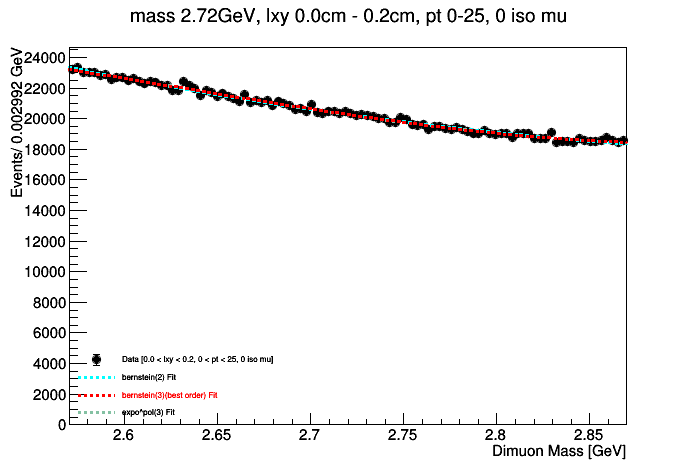 mass 2.72GeV, lxy 0.0cm - 0.2cm, pt 0-25, 0 iso mu
Events/ 0.002992 GeV
24000
22000
20000
18000
16000
14000
12000
10000
8000
6000
4000
2000
0
Data [0.0 < lxy < 0.2, 0 < pt < 25, 0 iso mu]
bernstein(2) Fit
bernstein(3)(best order) Fit
expo^pol(3) Fit
2.6 2.65 2.7 2.75 2.8 2.85
Dimuon Mass [GeV]